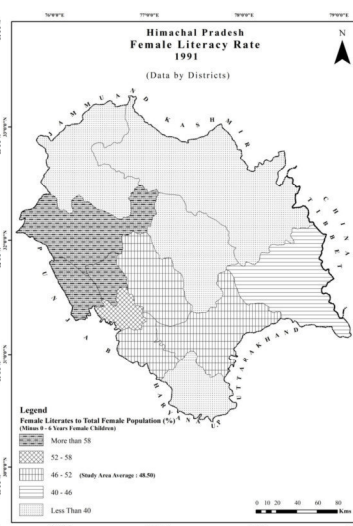 Himachal Pradesh
Female Literacy Rate
1991
(Data by Districts)
N
76°0'0"E 77°0'0"E 78°0'0"E 79°0'0"E
JAMMU AND KASHMIR
CHINA
TIBET
PUNJAB
HARYANA
UP
UTTARAKHAND
Legend
Female Literates to Total Female Population (%)
(Minus 0 - 6 Years Female Children)
More than 58
52 - 58
46 - 52 (Study Area Average : 48.50)
40 - 46
Less Than 40
0 10 20 40 60 80
Kms